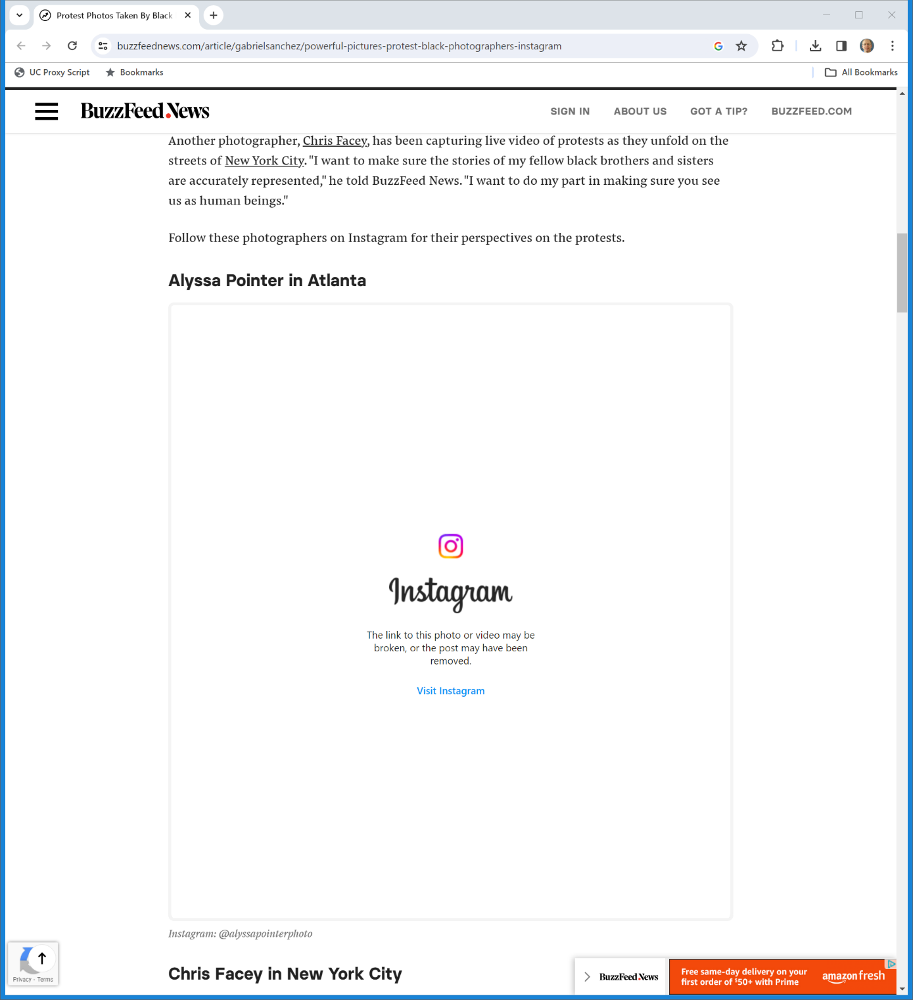 Protest Photos Taken By Black
buzzfeednews.com/article/gabrielsanchez/powerful-pictures-protest-black-photographers-instagram
UC Proxy Script
Bookmarks
All Bookmarks
BuzzFeed News
SIGN IN
ABOUT US
GOT A TIP?
BUZZFEED.COM
Another photographer, Chris Facey, has been capturing live video of protests as they unfold on the
streets of New York City. "I want to make sure the stories of my fellow black brothers and sisters
are accurately represented," he told BuzzFeed News. "I want to do my part in making sure you see
us as human beings."
Follow these photographers on Instagram for their perspectives on the protests.
Alyssa Pointer in Atlanta
Instagram
The link to this photo or video may be
broken, or the post may have been
removed.
Visit Instagram
Instagram: @alyssapointerphoto
Chris Facey in New York City
Privacy - Terms
BuzzFeed News
Free same-day delivery on your
first order of $50+ with Prime
amazon fresh